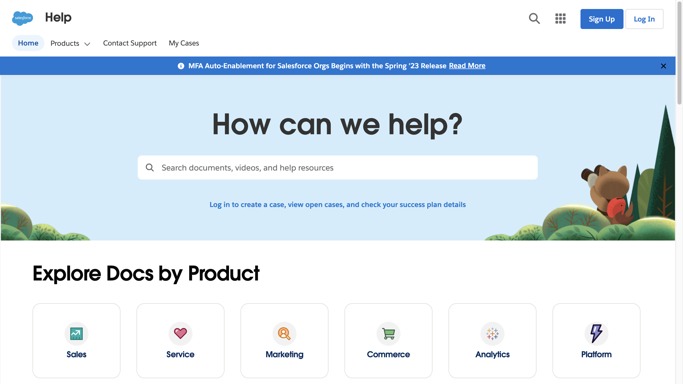 salesforce
Help
Sign Up
Log In
Home
Products
Contact Support
My Cases
MFA Auto-Enablement for Salesforce Orgs Begins with the Spring '23 Release Read More
How can we help?
Search documents, videos, and help resources
Log in to create a case, view open cases, and check your success plan details
Explore Docs by Product
Sales
Service
Marketing
Commerce
Analytics
Platform